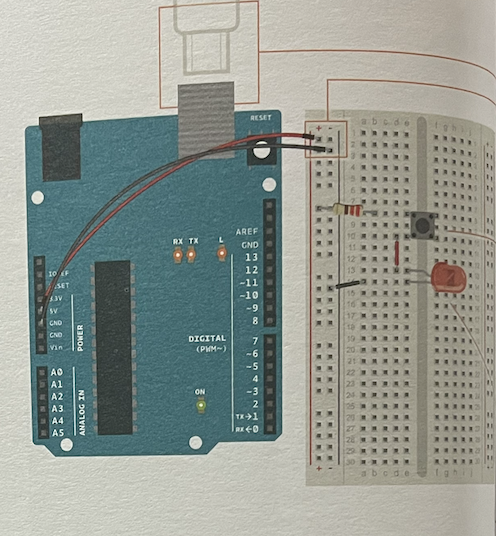 RESET
+ -
a b c d e
f g h
AREF
GND
RX TX L
13
12
~11
~10
~9
8
IOREF
RESET
3.3V
5V
GND
GND
Vin
POWER
DIGITAL
(PWM~)
7
~6
~5
4
~3
2
TX→1
RX←0
ON
A0
A1
A2
A3
A4
A5
ANALOG IN
+ -
a b c d e
f g h